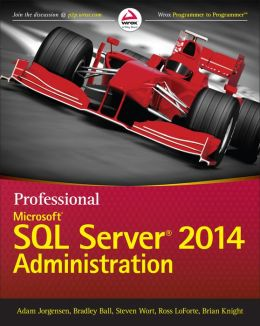 Join the discussion @ p2p.wrox.com
Wrox Programmer to Programmer™
wrox
Professional
Microsoft®
SQL Server® 2014
Administration
Adam Jorgensen, Bradley Ball, Steven Wort, Ross LoForte, Brian Knight